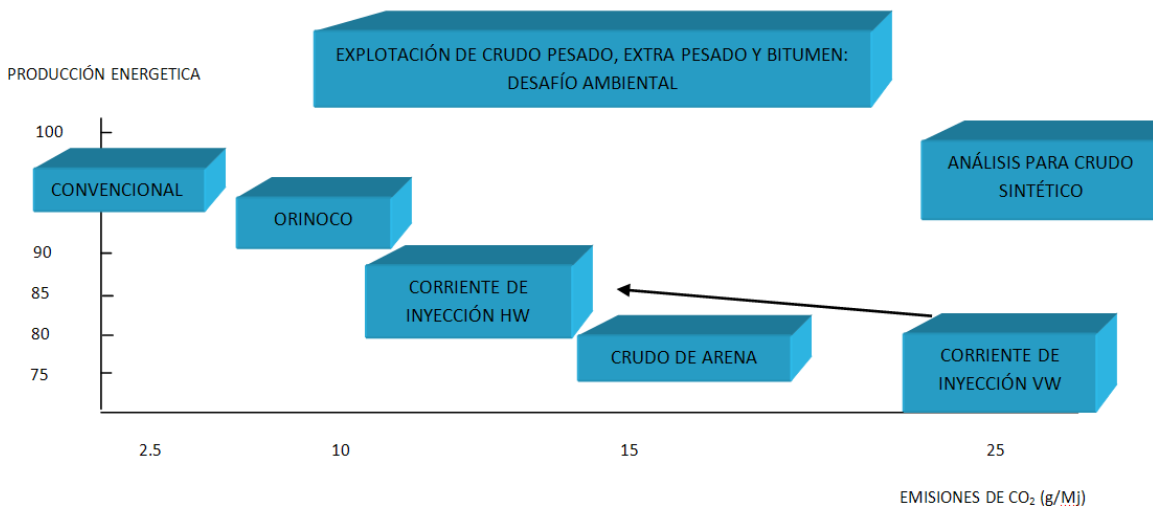 EXPLOTACIÓN DE CRUDO PESADO, EXTRA PESADO Y BITUMEN:
DESAFÍO AMBIENTAL
PRODUCCIÓN ENERGETICA
100
ANÁLISIS PARA CRUDO
SINTÉTICO
CONVENCIONAL
ORINOCO
90
CORRIENTE DE
INYECCIÓN HW
85
80
CRUDO DE ARENA
CORRIENTE DE
INYECCIÓN VW
75
2.5
10
15
25
EMISIONES DE CO₂ (g/Mj)